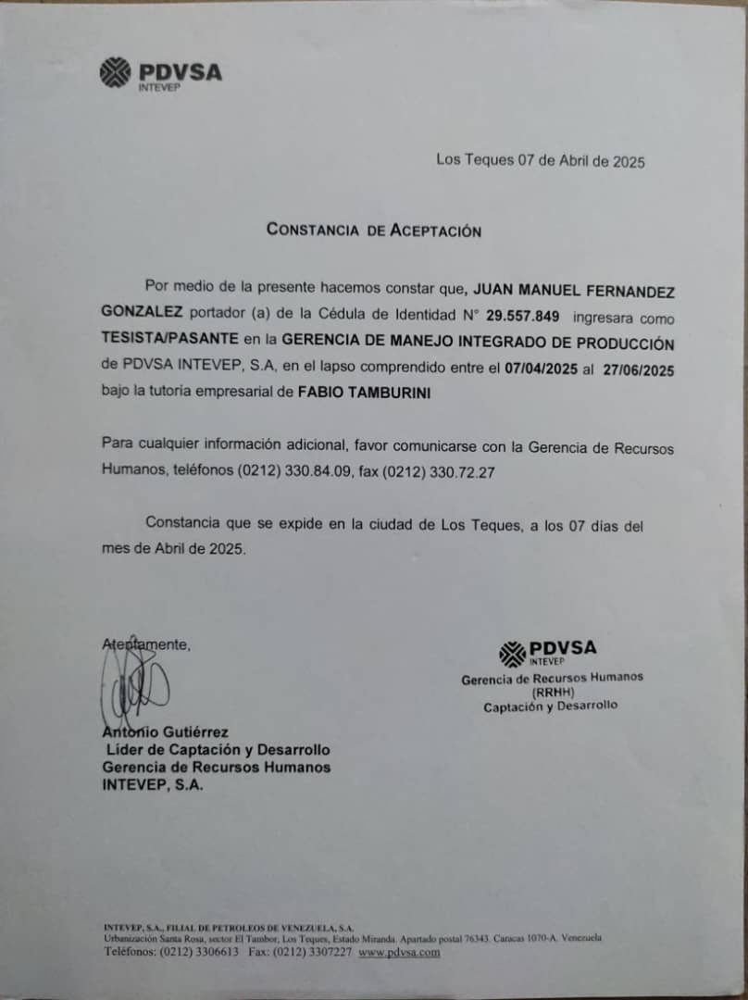 PDVSA
INTEVEP
Los Teques 07 de Abril de 2025
CONSTANCIA DE ACEPTACIÓN
Por medio de la presente hacemos constar que, JUAN MANUEL FERNANDEZ
GONZALEZ portador (a) de la Cédula de Identidad N° 29.557.849 ingresara como
TESISTA/PASANTE en la GERENCIA DE MANEJO INTEGRADO DE PRODUCCIÓN
de PDVSA INTEVEP, S.A, en el lapso comprendido entre el 07/04/2025 al 27/06/2025
bajo la tutoría empresarial de FABIO TAMBURINI
Para cualquier información adicional, favor comunicarse con la Gerencia de Recursos
Humanos, teléfonos (0212) 330.84.09, fax (0212) 330.72.27
Constancia que se expide en la ciudad de Los Teques, a los 07 días del
mes de Abril de 2025.
Atentamente,
Antonio Gutiérrez
Líder de Captación y Desarrollo
Gerencia de Recursos Humanos
INTEVEP, S.A.
PDVSA
INTEVEP
Gerencia de Recursos Humanos
(RRHH)
Captación y Desarrollo
INTEVEP, S.A., FILIAL DE PETROLEOS DE VENEZUELA, S.A.
Urbanización Santa Rosa, sector El Tambor, Los Teques, Estado Miranda. Apartado postal 76343. Caracas 1070-A. Venezuela
Teléfonos: (0212) 3306613 Fax: (0212) 3307227 www.pdvsa.com